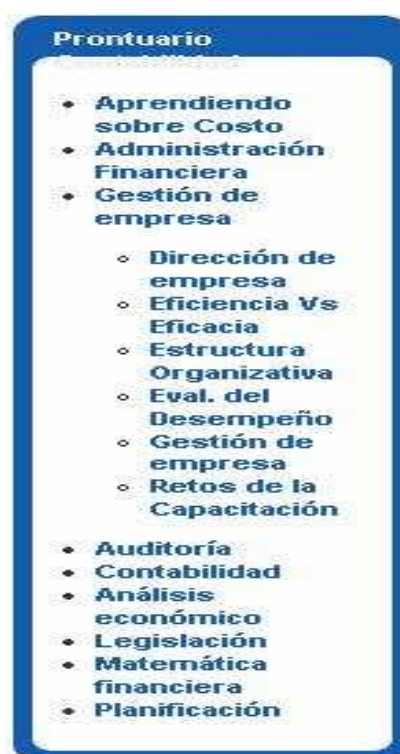 Prontuario
Aprendiendo
sobre Costo
Administración
Financiera
Gestión de
empresa
Dirección de
empresa
Eficiencia Vs
Eficacia
Estructura
Organizativa
Eval. del
Desempeño
Gestión de
empresa
Retos de la
Capacitación
Auditoría
Contabilidad
Análisis
económico
Legislación
Matemática
financiera
Planificación